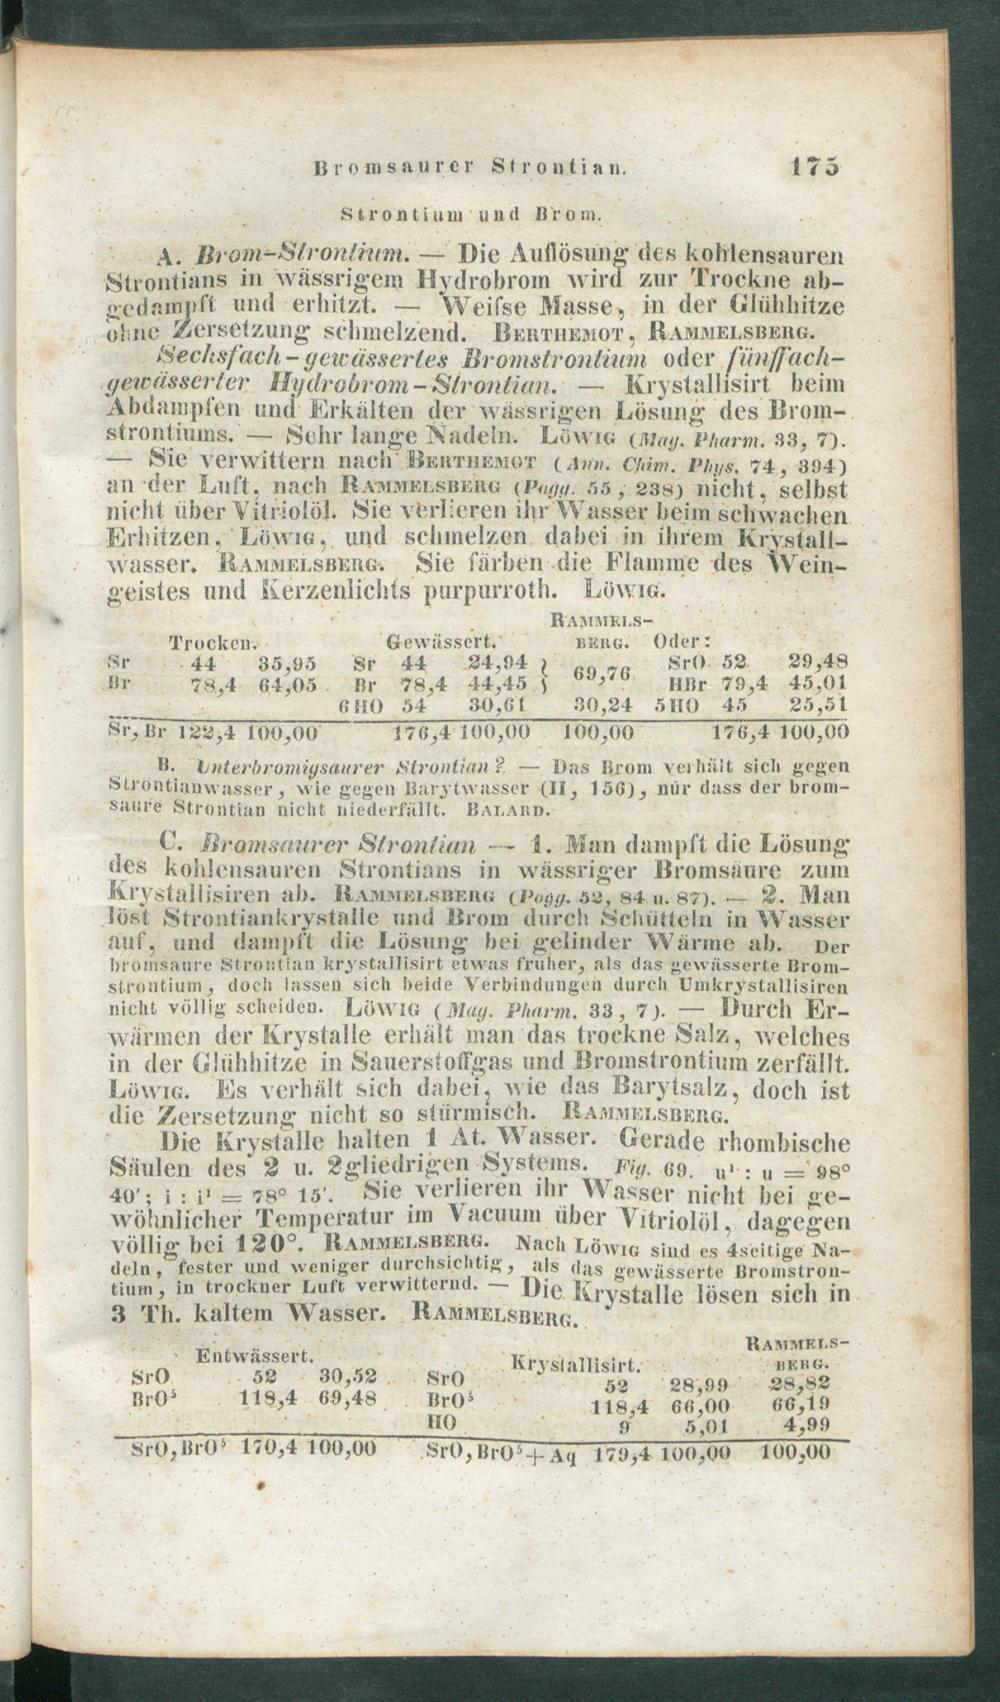 Bromsaurer Strontian. 175
Strontium und Brom.
A. Brom-Strontium. — Die Auflösung des kohlensauren
Strontians in wässrigem Hydrobrom wird zur Trockne ab-
gedampft und erhitzt. — Weifse Masse, in der Glühhitze
ohne Zersetzung schmelzend. BERTHEMOT, RAMMELSBERG.
Sechsfach-gewässertes Bromstrontium oder fünffach-
gewässerter Hydrobrom-Strontian. — Krystallisirt beim
Abdampfen und Erkälten der wässrigen Lösung des Brom-
strontiums. — Sehr lange Nadeln. LÖWIG (Mag. Pharm. 33, 7).
— Sie verwittern nach BERTHEMOT (Ann. Chim. Phys. 74, 394)
an der Luft, nach RAMMELSBERG (Pogg. 55, 238) nicht, selbst
nicht über Vitriolöl. Sie verlieren ihr Wasser beim schwachen
Erhitzen, LÖWIG, und schmelzen dabei in ihrem Krystall-
wasser. RAMMELSBERG. Sie färben die Flamme des Wein-
geistes und Kerzenlichts purpurroth. LÖWIG.
RAMMELS-
Trocken. Gewässert. BERG. Oder:
Sr 44 35,95 Sr 44 24,94 } 69,76 SrO 52 29,48
Br 78,4 64,05 Br 78,4 44,45 } HBr 79,4 45,01
6 HO 54 30,61 30,24 5 HO 45 25,51
Sr, Br 122,4 100,00 176,4 100,00 100,00 176,4 100,00
B. Unterbromigsaurer Strontian? — Das Brom verhält sich gegen
Strontianwasser, wie gegen Barytwasser (II, 156), nur dass der brom-
saure Strontian nicht niederfällt. BALARD.
C. Bromsaurer Strontian — 1. Man dampft die Lösung
des kohlensauren Strontians in wässriger Bromsäure zum
Krystallisiren ab. RAMMELSBERG (Pogg. 52, 84 u. 87). — 2. Man
löst Strontiankrystalle und Brom durch Schütteln in Wasser
auf, und dampft die Lösung bei gelinder Wärme ab. Der
bromsaure Strontian krystallisirt etwas früher, als das gewässerte Brom-
strontium, doch lassen sich beide Verbindungen durch Umkrystallisiren
nicht völlig scheiden. LÖWIG (Mag. Pharm. 33, 7). — Durch Er-
wärmen der Krystalle erhält man das trockne Salz, welches
in der Glühhitze in Sauerstoffgas und Bromstrontium zerfällt.
LÖWIG. Es verhält sich dabei, wie das Barytsalz, doch ist
die Zersetzung nicht so stürmisch. RAMMELSBERG.
Die Krystalle halten 1 At. Wasser. Gerade rhombische
Säulen des 2 u. 2gliedrigen Systems. Fig. 69. u¹ : u = 98°
40'; i : i¹ = 78° 15'. Sie verlieren ihr Wasser nicht bei ge-
wöhnlicher Temperatur im Vacuum über Vitriolöl, dagegen
völlig bei 120°. RAMMELSBERG. Nach LÖWIG sind es 4seitige Na-
deln, fester und weniger durchsichtig, als das gewässerte Bromstron-
tium, in trockner Luft verwitternd. — Die Krystalle lösen sich in
3 Th. kaltem Wasser. RAMMELSBERG.
RAMMELS-
Entwässert. Krystallisirt. BERG.
SrO 52 30,52 SrO 52 28,99 28,82
BrO⁵ 118,4 69,48 BrO⁵ 118,4 66,00 66,19
HO 9 5,01 4,99
SrO, BrO⁵ 170,4 100,00 SrO, BrO⁵ + Aq 179,4 100,00 100,00